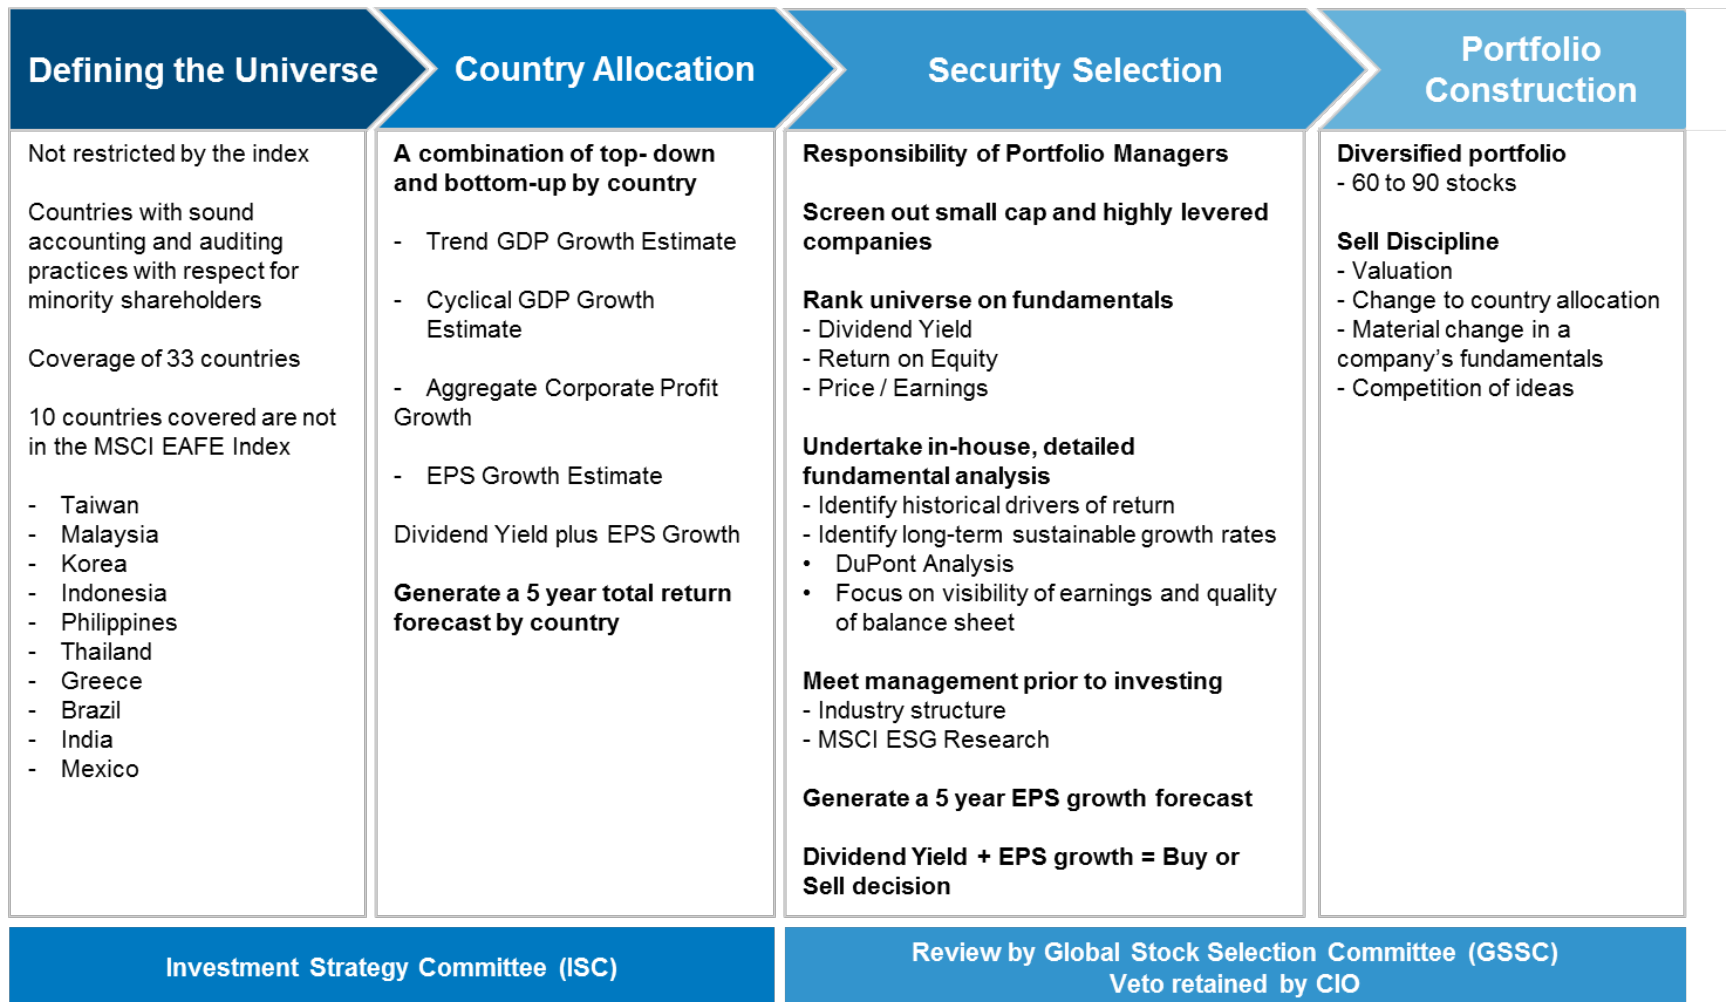 Defining the Universe
Not restricted by the index
Countries with sound
accounting and auditing
practices with respect for
minority shareholders
Coverage of 33 countries
10 countries covered are not
in the MSCI EAFE Index
- Taiwan
- Malaysia
- Korea
- Indonesia
- Philippines
- Thailand
- Greece
- Brazil
- India
- Mexico
Country Allocation
A combination of top- down
and bottom-up by country
- Trend GDP Growth Estimate
- Cyclical GDP Growth
Estimate
- Aggregate Corporate Profit
Growth
- EPS Growth Estimate
Dividend Yield plus EPS Growth
Generate a 5 year total return
forecast by country
Investment Strategy Committee (ISC)
Security Selection
Responsibility of Portfolio Managers
Screen out small cap and highly levered
companies
Rank universe on fundamentals
- Dividend Yield
- Return on Equity
- Price / Earnings
Undertake in-house, detailed
fundamental analysis
- Identify historical drivers of return
- Identify long-term sustainable growth rates
• DuPont Analysis
• Focus on visibility of earnings and quality
of balance sheet
Meet management prior to investing
- Industry structure
- MSCI ESG Research
Generate a 5 year EPS growth forecast
Dividend Yield + EPS growth = Buy or
Sell decision
Portfolio
Construction
Diversified portfolio
- 60 to 90 stocks
Sell Discipline
- Valuation
- Change to country allocation
- Material change in a
company's fundamentals
- Competition of ideas
Review by Global Stock Selection Committee (GSSC)
Veto retained by CIO